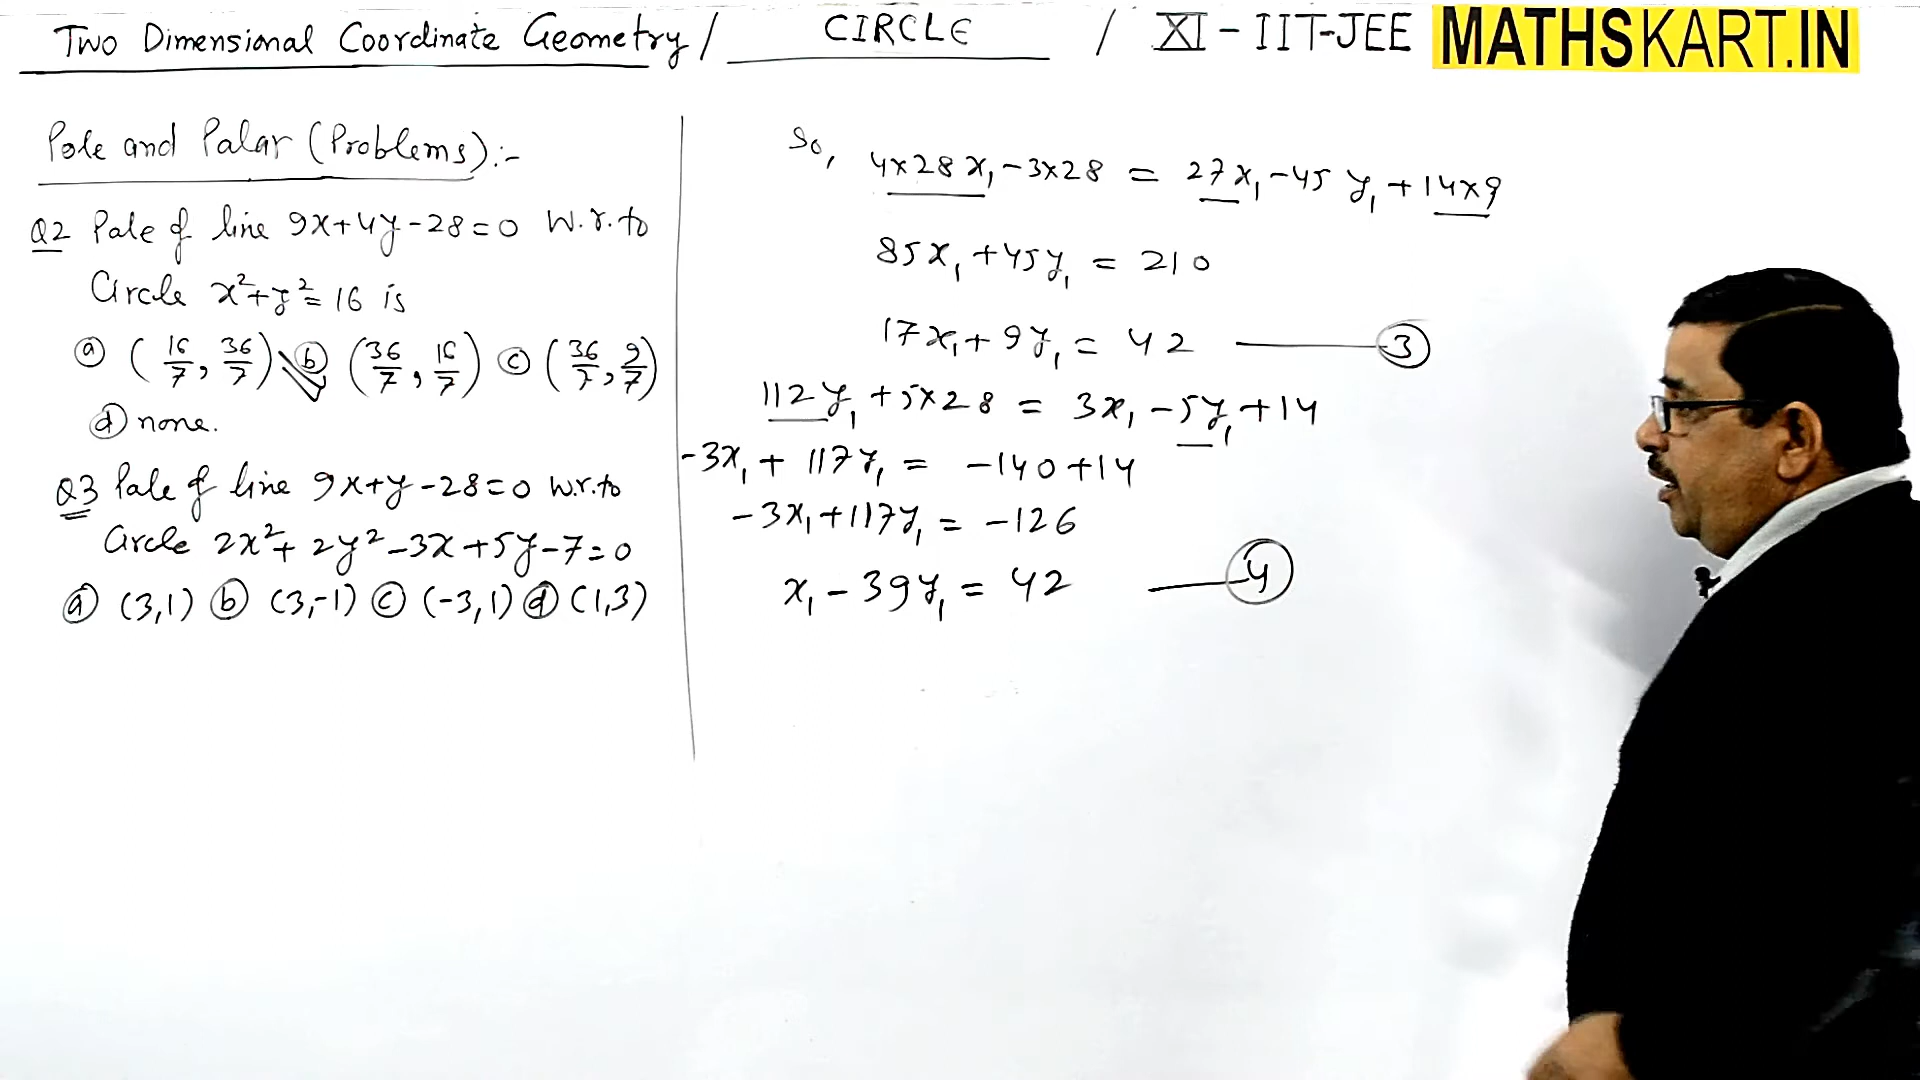 Two Dimensional Coordinate Geometry / CIRCLE / XI - IIT-JEE MATHSKART.IN
Pole and Palar (Problems):-
Q2 Pale of line 9x+4y-28=0 W.r.to
Circle x²+y²=16 is
ⓐ (16/7, 36/7) ⓑ (36/7, 16/7) ⓒ (36/7, 9/7)
ⓓ none.
Q3 Pale of line 9x+y-28=0 W.r.to
Circle 2x²+2y²-3x+5y-7=0
ⓐ (3,1) ⓑ (3,-1) ⓒ (-3,1) ⓓ (1,3)
So,
4×28x₁-3×28 = 27x₁-45y₁+14×9
85x₁+45y₁ = 210
17x₁+9y₁ = 42 ——— ③
112y₁+5×28 = 3x₁-5y₁+14
-3x₁+117y₁ = -140+14
-3x₁+117y₁ = -126
x₁-39y₁ = 42 ——— ④